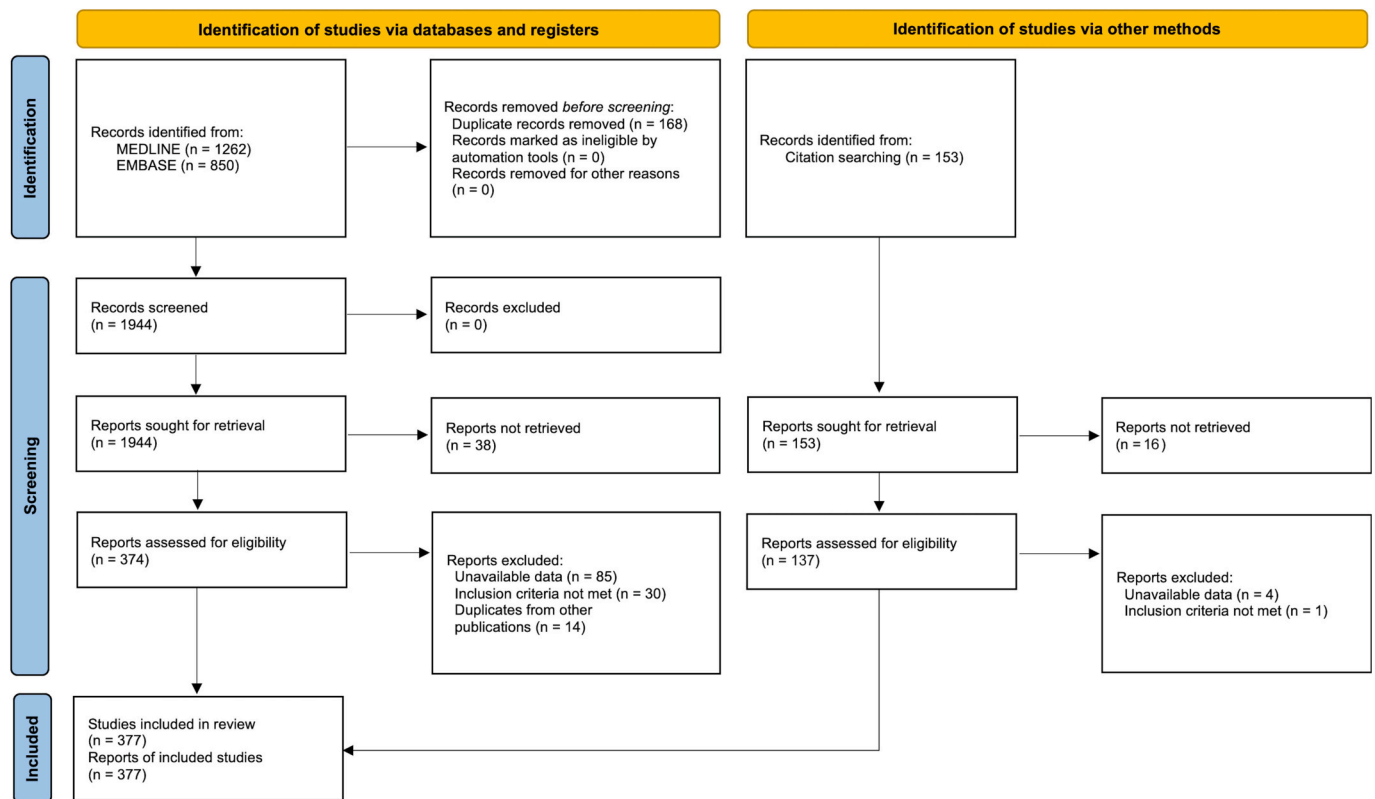 Identification of studies via databases and registers
Identification of studies via other methods
Identification
Records identified from:
MEDLINE (n = 1262)
EMBASE (n = 850)
Records removed before screening:
Duplicate records removed (n = 168)
Records marked as ineligible by
automation tools (n = 0)
Records removed for other reasons
(n = 0)
Records identified from:
Citation searching (n = 153)
Screening
Records screened
(n = 1944)
Records excluded
(n = 0)
Reports sought for retrieval
(n = 1944)
Reports not retrieved
(n = 38)
Reports sought for retrieval
(n = 153)
Reports not retrieved
(n = 16)
Reports assessed for eligibility
(n = 374)
Reports excluded:
Unavailable data (n = 85)
Inclusion criteria not met (n = 30)
Duplicates from other
publications (n = 14)
Reports assessed for eligibility
(n = 137)
Reports excluded:
Unavailable data (n = 4)
Inclusion criteria not met (n = 1)
Included
Studies included in review
(n = 377)
Reports of included studies
(n = 377)